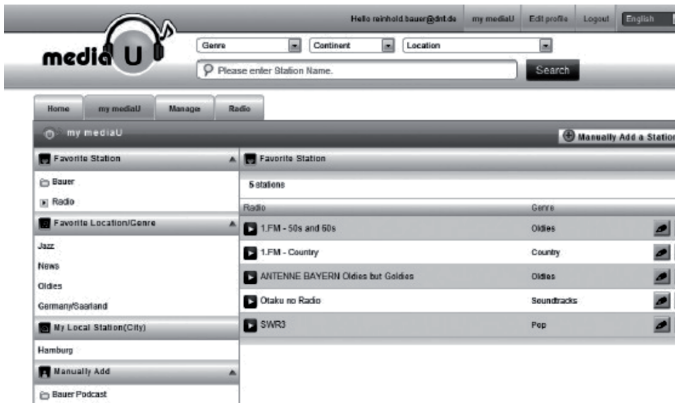 Hello reinhold.bauer@dnt.de my mediaU Edit profile Logout English
media U
Genre Continent Location
Please enter Station Name. Search
Home my mediaU Manage Radio
my mediaU
Manually Add a Station
Favorite Station
Bauer
Radio
Favorite Location/Genre
Jazz
News
Oldies
Germany/Saarland
My Local Station(City)
Hamburg
Manually Add
Bauer Podcast
Favorite Station
5 stations
Radio Genre
1.FM - 50s and 60s Oldies
1.FM - Country Country
ANTENNE BAYERN Oldies but Goldies Oldies
Otaku no Radio Soundtracks
SWR3 Pop